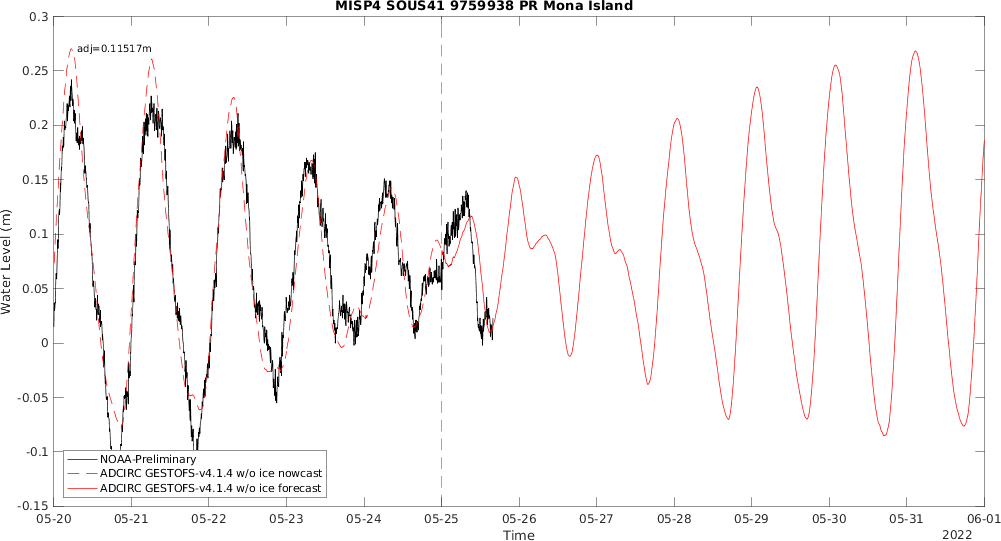 MISP4 SOUS41 9759938 PR Mona Island
0.3
0.25
0.2
0.15
0.1
0.05
0
-0.05
-0.1
-0.15
Water Level (m)
adj=0.11517m
NOAA-Preliminary
ADCIRC GESTOFS-v4.1.4 w/o ice nowcast
ADCIRC GESTOFS-v4.1.4 w/o ice forecast
05-20 05-21 05-22 05-23 05-24 05-25 05-26 05-27 05-28 05-29 05-30 05-31 06-01
Time
2022